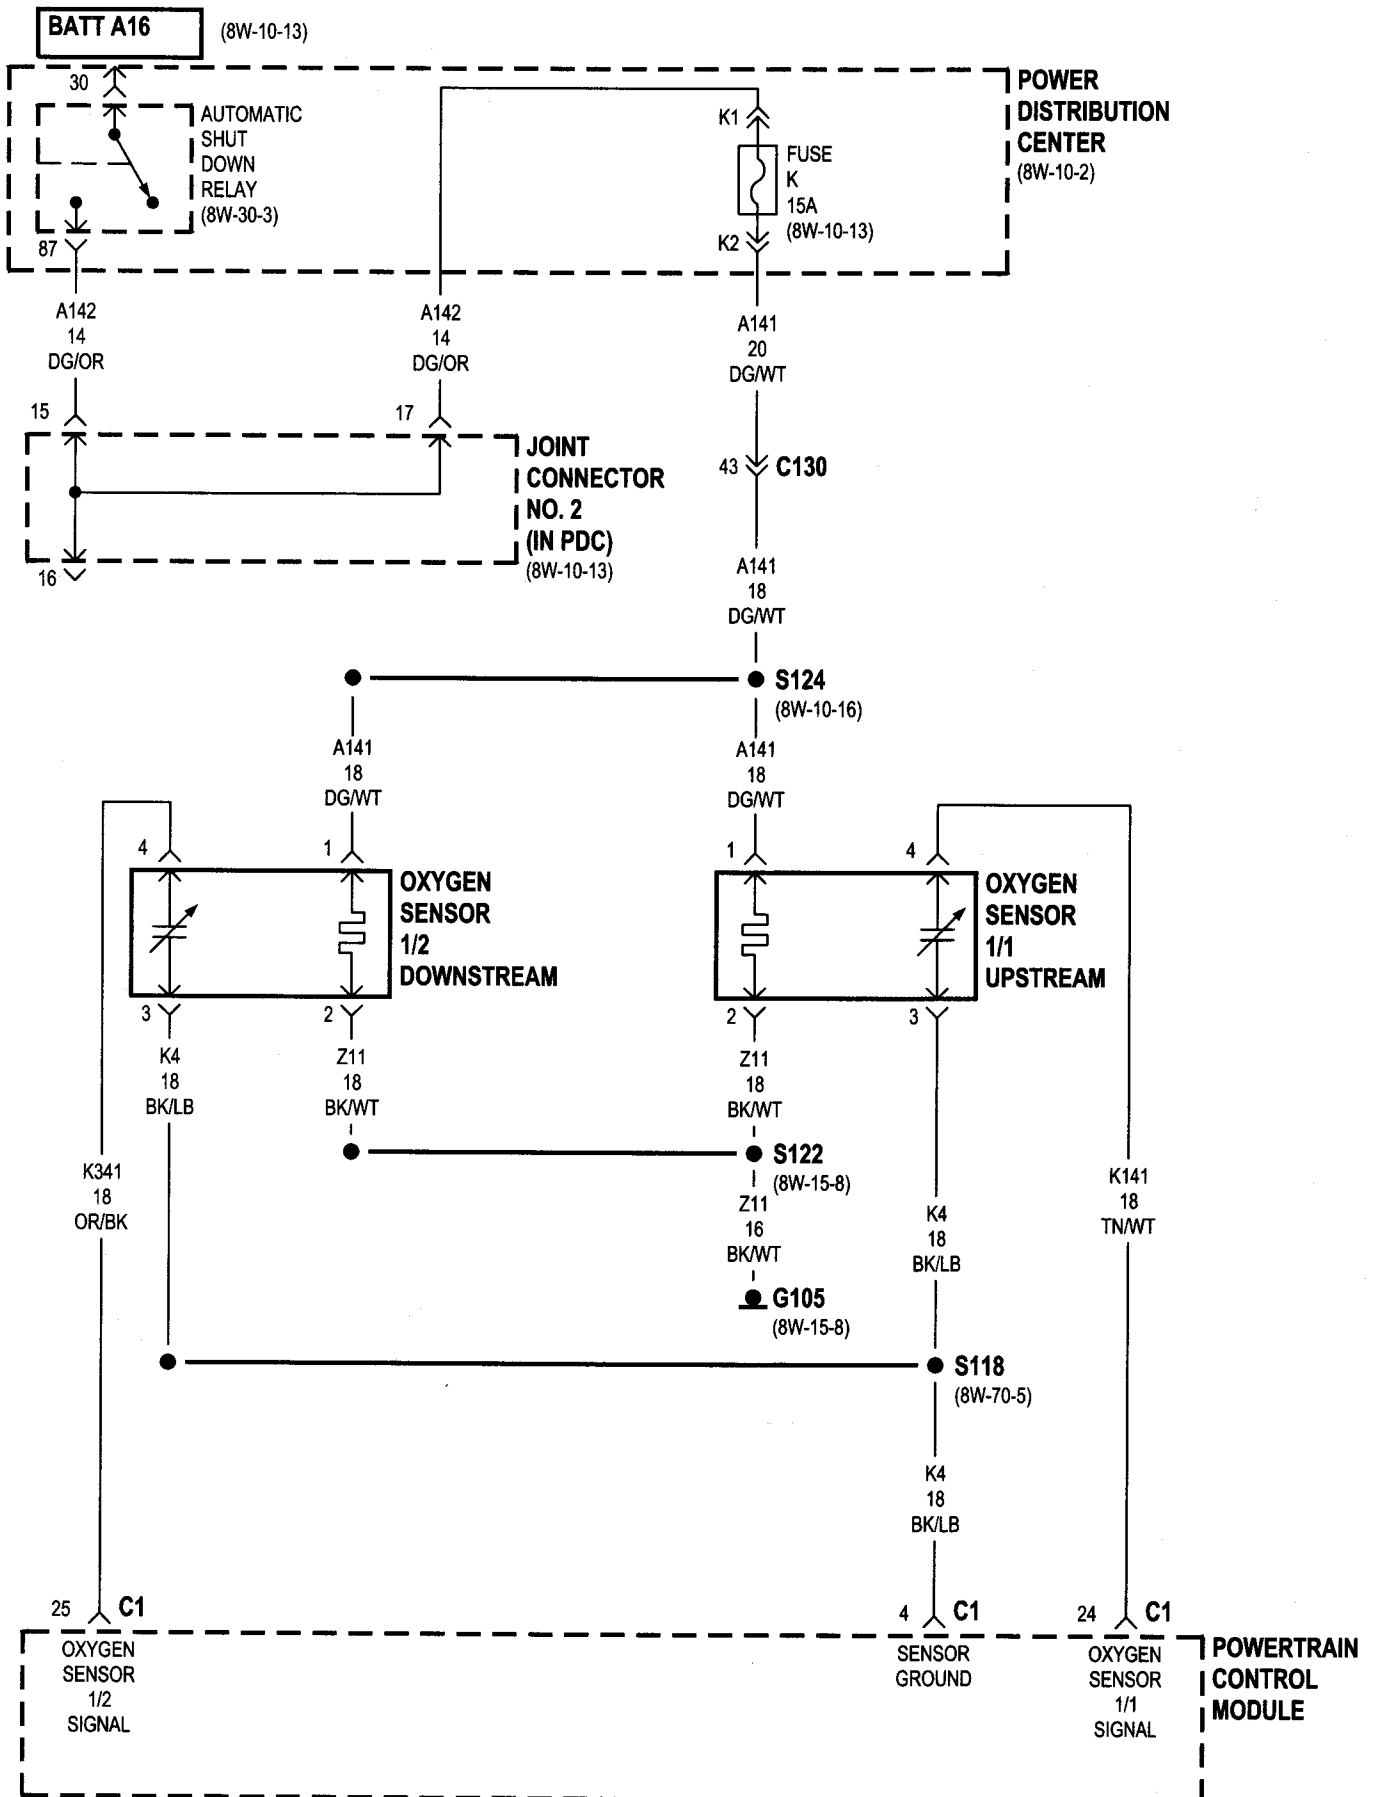 BATT A16
(8W-10-13)
30
AUTOMATIC
SHUT
DOWN
RELAY
(8W-30-3)
87
K1
FUSE
K
15A
(8W-10-13)
K2
POWER
DISTRIBUTION
CENTER
(8W-10-2)
A142
14
DG/OR
A142
14
DG/OR
A141
20
DG/WT
15
17
JOINT
CONNECTOR
NO. 2
(IN PDC)
(8W-10-13)
16
43
C130
A141
18
DG/WT
S124
(8W-10-16)
A141
18
DG/WT
A141
18
DG/WT
4
1
OXYGEN
SENSOR
1/2
DOWNSTREAM
3
2
1
4
OXYGEN
SENSOR
1/1
UPSTREAM
2
3
K4
18
BK/LB
Z11
18
BK/WT
Z11
18
BK/WT
S122
(8W-15-8)
K341
18
OR/BK
Z11
16
BK/WT
K4
18
BK/LB
K141
18
TN/WT
G105
(8W-15-8)
S118
(8W-70-5)
K4
18
BK/LB
25
C1
4
C1
24
C1
OXYGEN
SENSOR
1/2
SIGNAL
SENSOR
GROUND
OXYGEN
SENSOR
1/1
SIGNAL
POWERTRAIN
CONTROL
MODULE